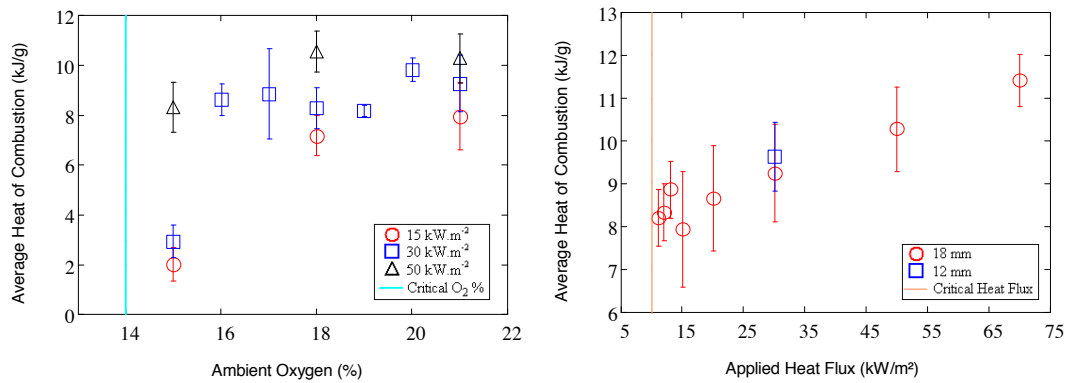 Average Heat of Combustion (kJ/g)
12
10
8
6
4
2
0
14
16
18
20
22
Ambient Oxygen (%)
15 kW.m⁻²
30 kW.m⁻²
50 kW.m⁻²
Critical O₂ %
Average Heat of Combustion (kJ/g)
13
12
11
10
9
8
7
6
5
15
25
35
45
55
65
75
Applied Heat Flux (kW/m²)
18 mm
12 mm
Critical Heat Flux